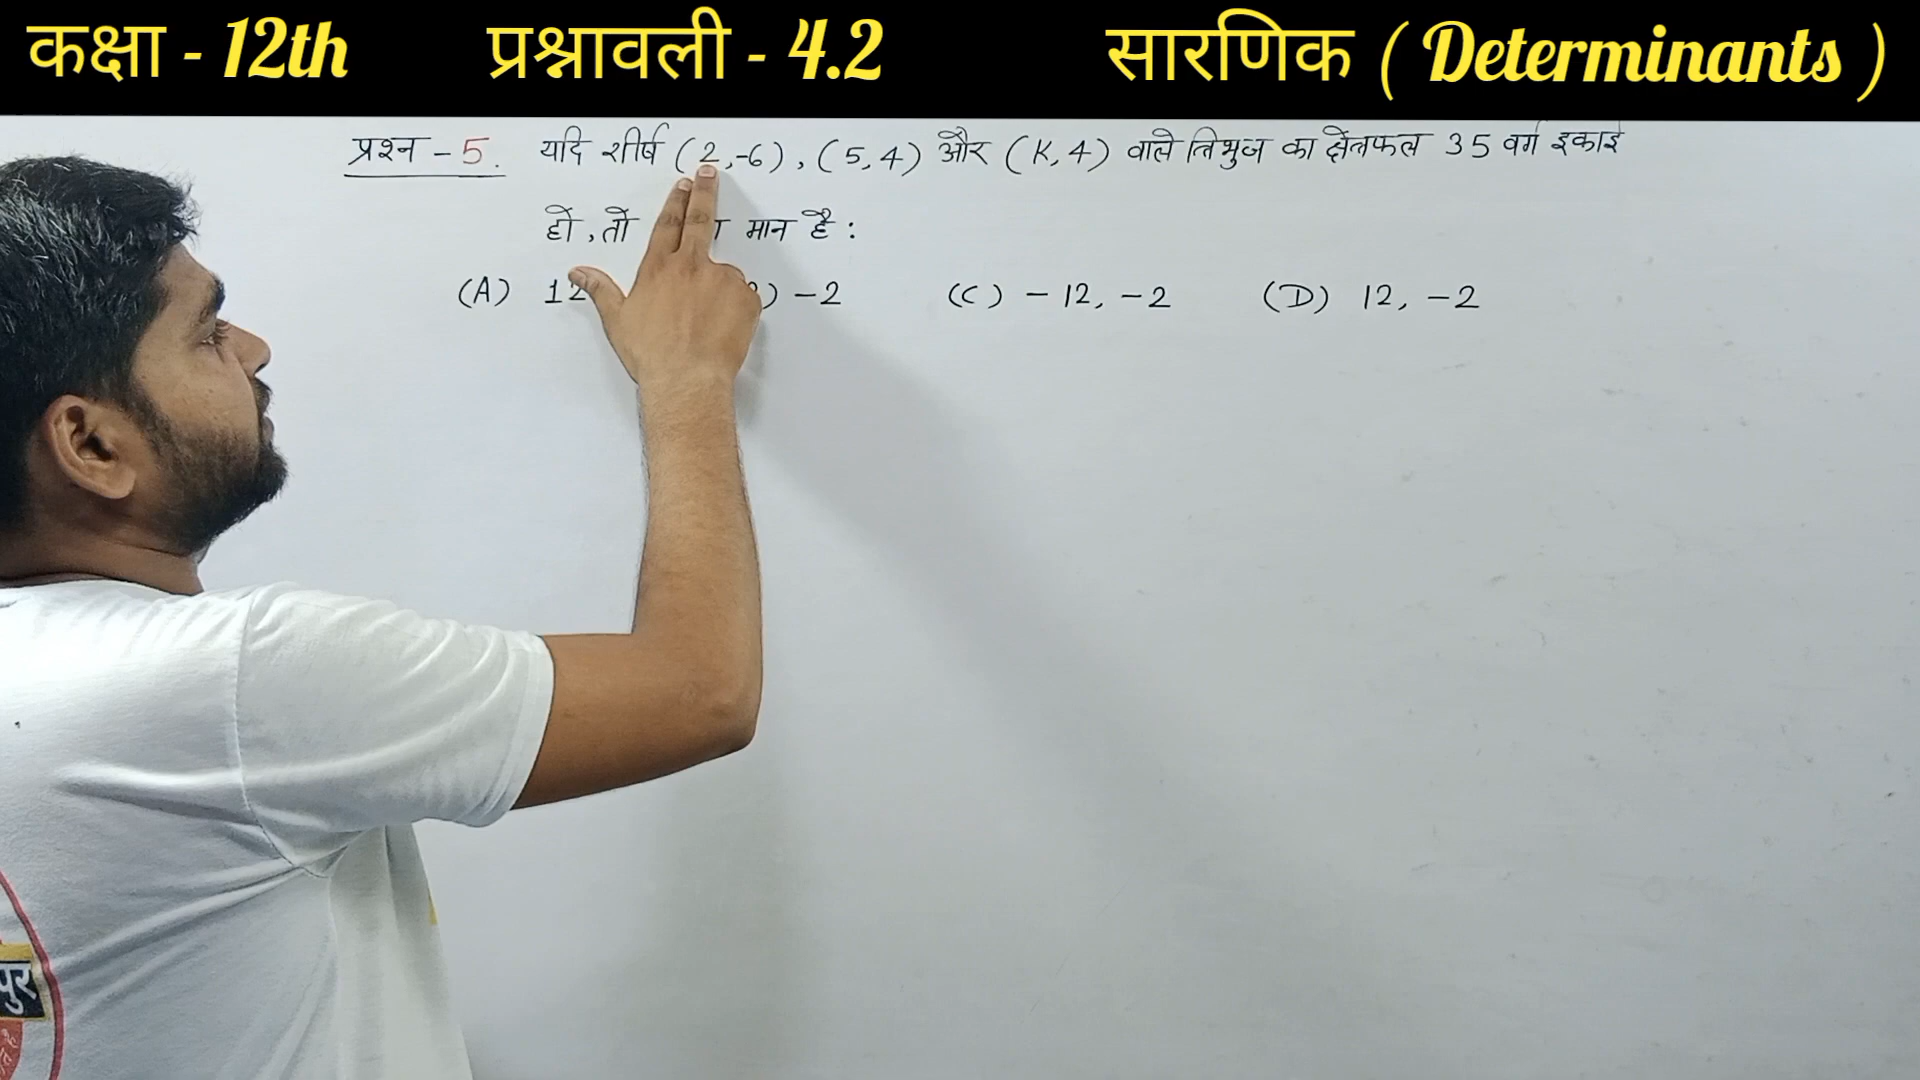 कक्षा - 12th प्रश्नावली - 4.2 सारणिक ( Determinants )
प्रश्न - 5. यदि शीर्ष (2,-6), (5,4) और (K,4) वाले त्रिभुज का क्षेत्रफल 35 वर्ग इकाई
हो, तो मान है :
(A) 12 ) -2 (C) -12, -2 (D) 12, -2
पुर